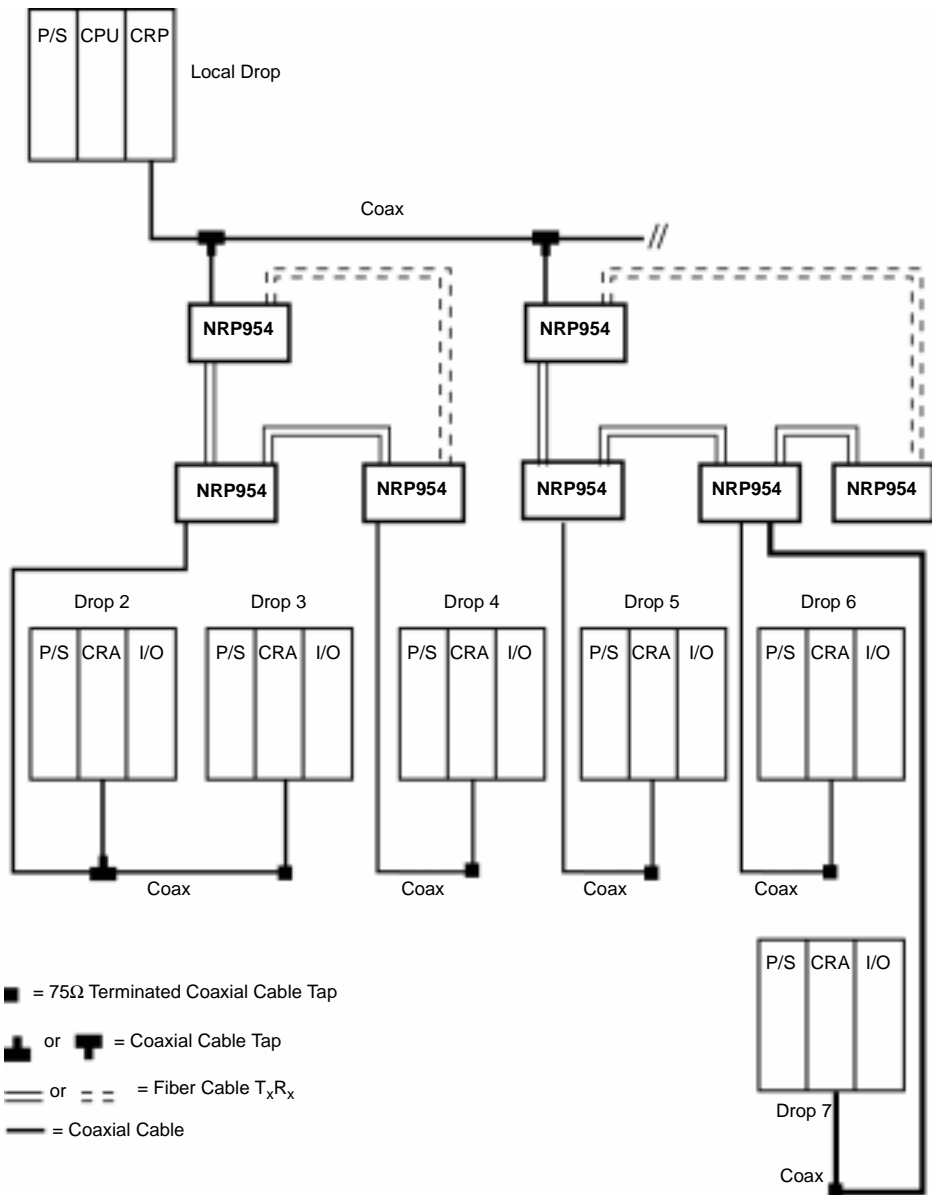 P/S CPU CRP
Local Drop
Coax
//
NRP954 NRP954
NRP954 NRP954 NRP954 NRP954 NRP954
Drop 2 Drop 3 Drop 4 Drop 5 Drop 6
P/S CRA I/O P/S CRA I/O P/S CRA I/O P/S CRA I/O P/S CRA I/O
Coax Coax Coax Coax
P/S CRA I/O
= 75Ω Terminated Coaxial Cable Tap
or = Coaxial Cable Tap
or = Fiber Cable TxRx
Drop 7
= Coaxial Cable
Coax